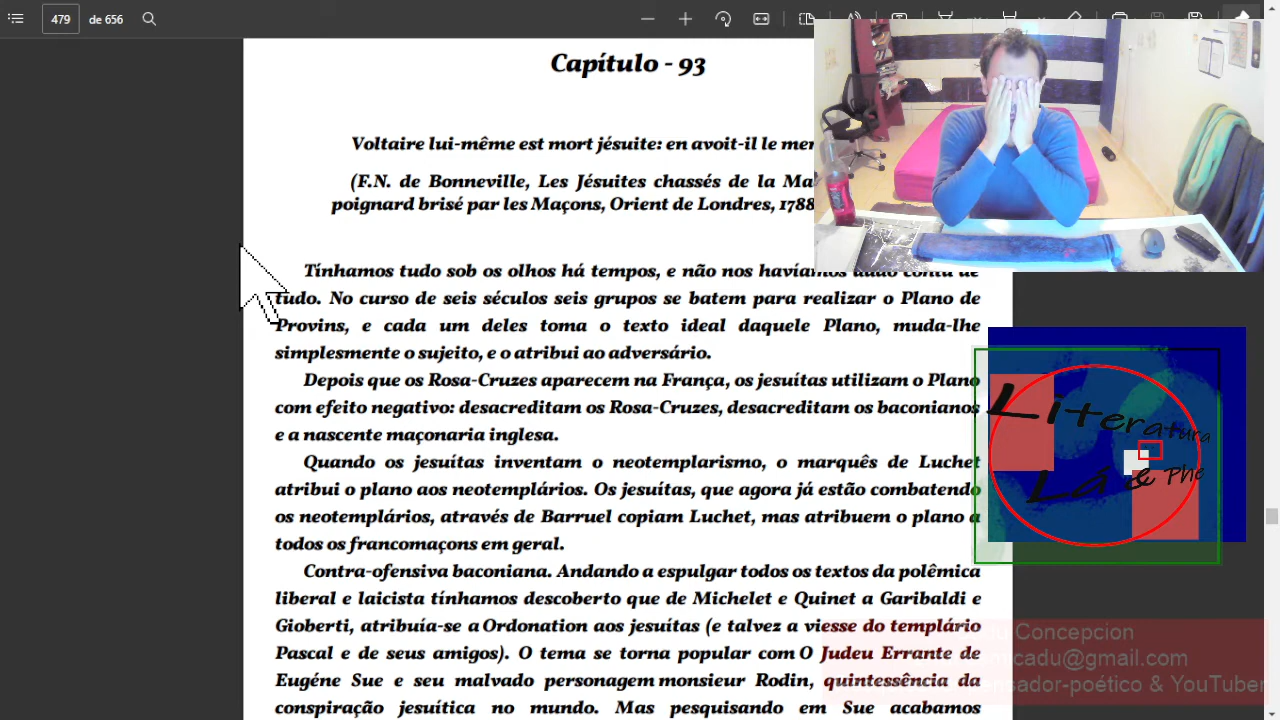 479 de 656
Capítulo - 93
Voltaire lui-même est mort jésuite: en avoit-il le
(F.N. de Bonneville, Les Jésuites chassés de la
poignard brisé par les Maçons, Orient de Londres, 1788
Tínhamos tudo sob os olhos há tempos, e não nos havíamos dado conta de
tudo. No curso de seis séculos seis grupos se batem para realizar o Plano de
Provins, e cada um deles toma o texto ideal daquele Plano, muda-lhe
simplesmente o sujeito, e o atribui ao adversário.
Depois que os Rosa-Cruzes aparecem na França, os jesuítas utilizam o Plano
com efeito negativo: desacreditam os Rosa-Cruzes, desacreditam os baconianos
e a nascente maçonaria inglesa.
Quando os jesuítas inventam o neotemplarismo, o marquês de Luchet
atribui o plano aos neotemplários. Os jesuítas, que agora já estão combatendo
os neotemplários, através de Barruel copiam Luchet, mas atribuem o plano a
todos os francomaçons em geral.
Contra-ofensiva baconiana. Andando a espulgar todos os textos da polêmica
liberal e laicista tínhamos descoberto que de Michelet e Quinet a Garibaldi e
Gioberti, atribuía-se a Ordonation aos jesuítas (e talvez a viesse do templário
Pascal e de seus amigos). O tema se torna popular com O Judeu Errante de
Eugéne Sue e seu malvado personagem monsieur Rodin, quintessência da
conspiração jesuítica no mundo. Mas pesquisando em Sue acabamos
Literatura
Lá & Phe
Concepcion
@gmail.com
ensador-poético & YouTuber